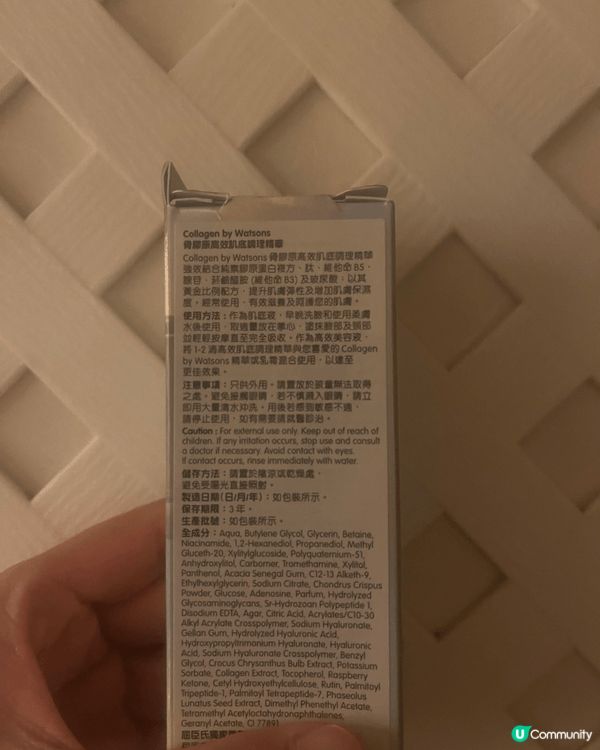 Collagen by Watsons
骨膠原高效肌底調理精華
Collagen by Watsons 骨膠原高效肌底調理精華
強效結合純素膠原蛋白複方、肽、維他命 B5、
腺苷、菸鹼醯胺 (維他命 B3) 及玻尿酸，以其
黃金比例配方，提升肌膚彈性及增加肌膚保濕
度。經常使用，有效滋養及呵護您的肌膚。
使用方法：作為肌底液，早晚洗臉和使用柔膚
水後使用，取適量放在掌心，塗抹臉部及頸部
並輕輕按摩直至完全吸收。作為高效美容液，
將1-2 滴高效肌底調理精華與您喜愛的 Collagen
by Watsons 精華或乳霜混合使用，以達至
更佳效果。
注意事項：只供外用。請置放於孩童無法取得
之處。避免接觸眼睛，若不慎濺入眼睛，請立
即用大量清水沖洗。用後若感到敏感不適，
請停止使用，如有需要請就醫診治。
Caution : For external use only. Keep out of reach of
children. If any irritation occurs, stop use and consult
a doctor if necessary. Avoid contact with eyes.
If contact occurs, rinse immediately with water.
儲存方法：請置於陰涼或乾燥處，
避免受陽光直接照射。
製造日期(日/月/年)：如包裝所示。
保存期限：3年。
生產批號：如包裝所示。
全成分：Aqua, Butylene Glycol, Glycerin, Betaine,
Niacinamide, 1,2-Hexanediol, Propanediol, Methyl
Gluceth-20, Xylitylglucoside, Polyquaternium-51,
Anhydroxylitol, Carbomer, Tromethamine, Xylitol,
Panthenol, Acacia Senegal Gum, C12-13 Alketh-9,
Ethylhexylglycerin, Sodium Citrate, Chondrus Crispus
Powder, Glucose, Adenosine, Parfum, Hydrolyzed
Glycosaminoglycans, Sr-Hydrozoan Polypeptide 1,
Disodium EDTA, Agar, Citric Acid, Acrylates/C10-30
Alkyl Acrylate Crosspolymer, Sodium Hyaluronate,
Gellan Gum, Hydrolyzed Hyaluronic Acid,
Hydroxypropyltrimonium Hyaluronate, Hyaluronic
Acid, Sodium Hyaluronate Crosspolymer, Benzyl
Glycol, Crocus Chrysanthus Bulb Extract, Potassium
Sorbate, Collagen Extract, Tocopherol, Raspberry
Ketone, Cetyl Hydroxyethylcellulose, Rutin, Palmitoyl
Tripeptide-1, Palmitoyl Tetrapeptide-7, Phaseolus
Lunatus Seed Extract, Dimethyl Phenethyl Acetate,
Tetramethyl Acetyloctahydronaphthalenes,
Geranyl Acetate, CI 77891
屈臣氏獨家
U Community